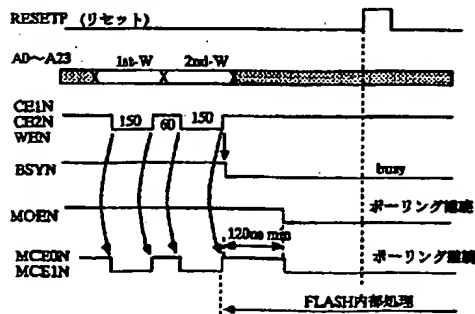 RESETP (リセット)
A0～A23
1st-W 2nd-W
CE1N
CE2N
WEN
150 60 150
BSYN
busy
MOEN
ポーリング継続
120ns min
MCE0N
MCE1N
ポーリング継続
FLASH内部処理